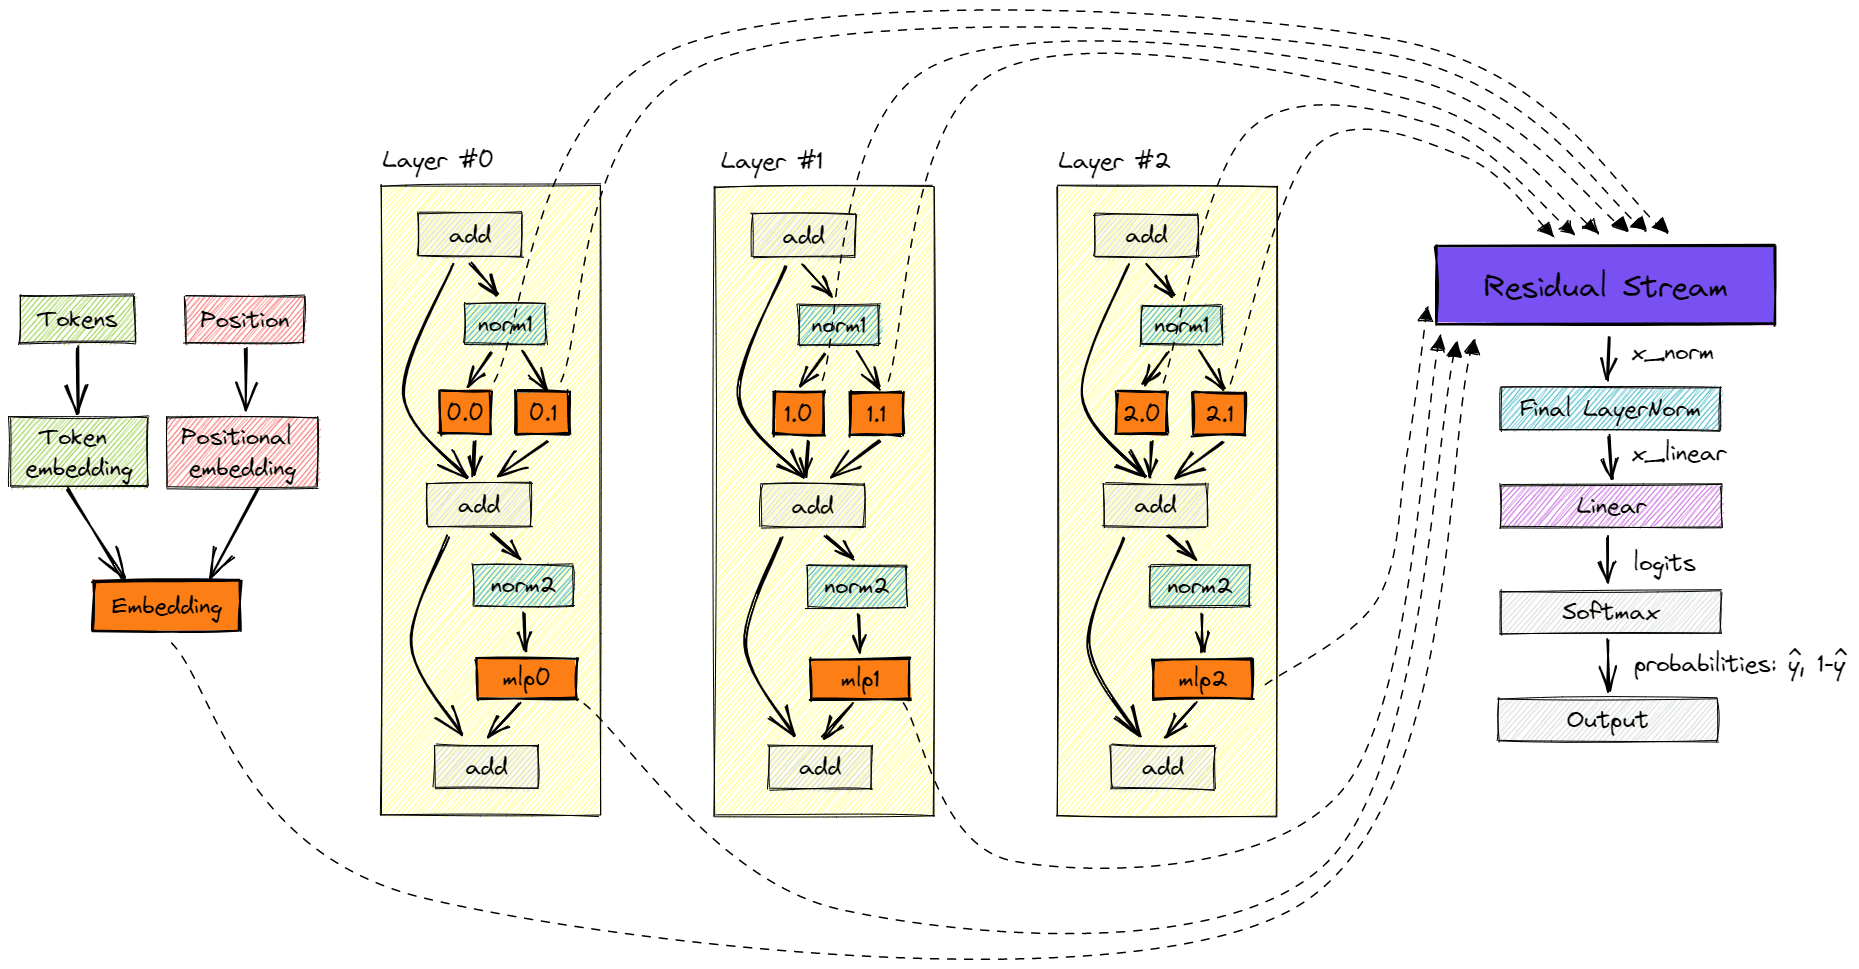 Tokens
Position
Token
embedding
Positional
embedding
Embedding
Layer #0
add
norm1
0.0
0.1
add
norm2
mlp0
add
Layer #1
add
norm1
1.0
1.1
add
norm2
mlp1
add
Layer #2
add
norm1
2.0
2.1
add
norm2
mlp2
add
Residual Stream
x_norm
Final LayerNorm
x_linear
Linear
logits
Softmax
probabilities: ŷ, 1-ŷ
Output